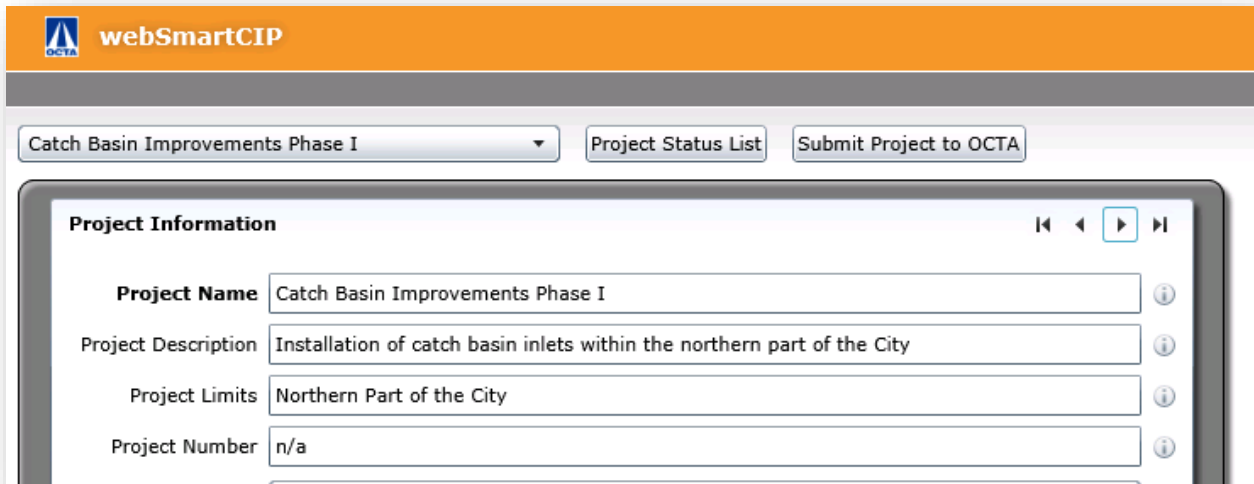 OCTA
webSmartCIP
Catch Basin Improvements Phase I
Project Status List
Submit Project to OCTA
Project Information
Project Name Catch Basin Improvements Phase I
Project Description Installation of catch basin inlets within the northern part of the City
Project Limits Northern Part of the City
Project Number n/a